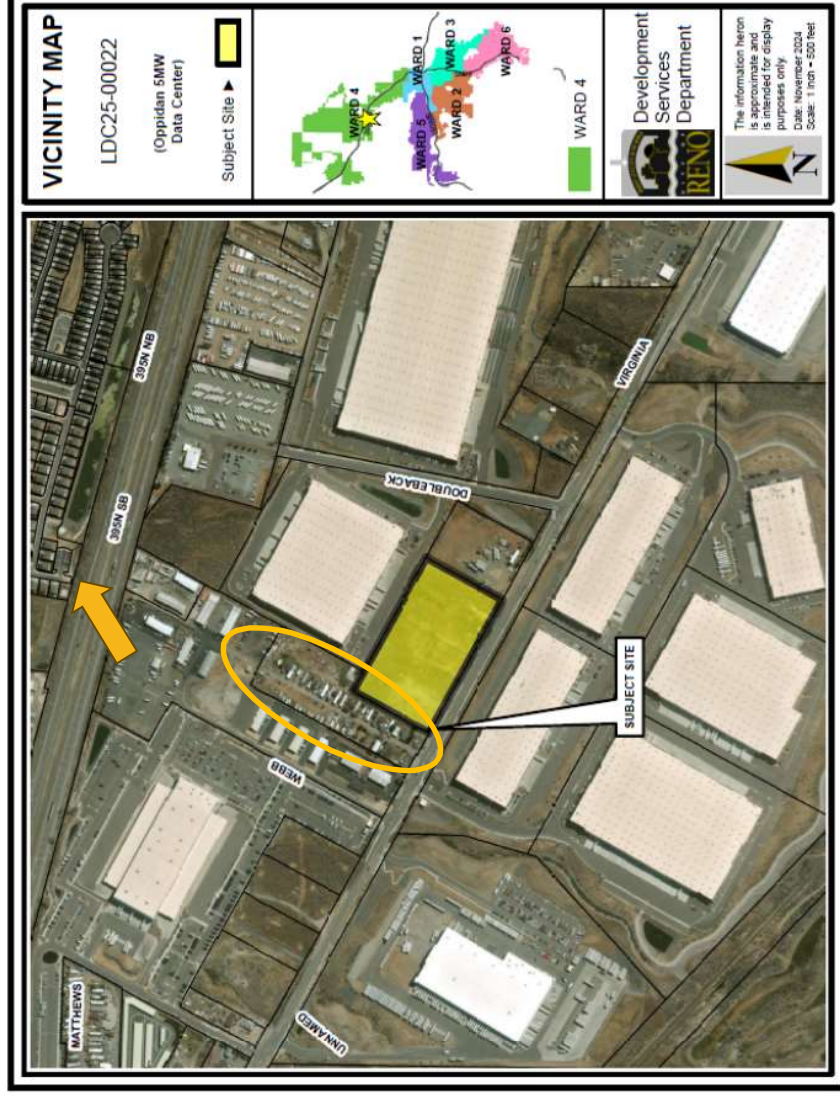 VICINITY MAP
LDC25-00022
(Oppidan 5MW
Data Center)
Subject Site ►
WARD 4
WARD 1
WARD 3
WARD 6
WARD 5
WARD 2
WARD 4
RENO
Development
Services
Department
N
The information heron
is approximate and
is intended for display
purposes only.
Date: November 2024
Scale: 1 inch = 500 feet
395N NB
395N SB
DOUBLEBACK
VIRGINIA
WEBB
SUBJECT SITE
MATTHEWS
UNNAMED